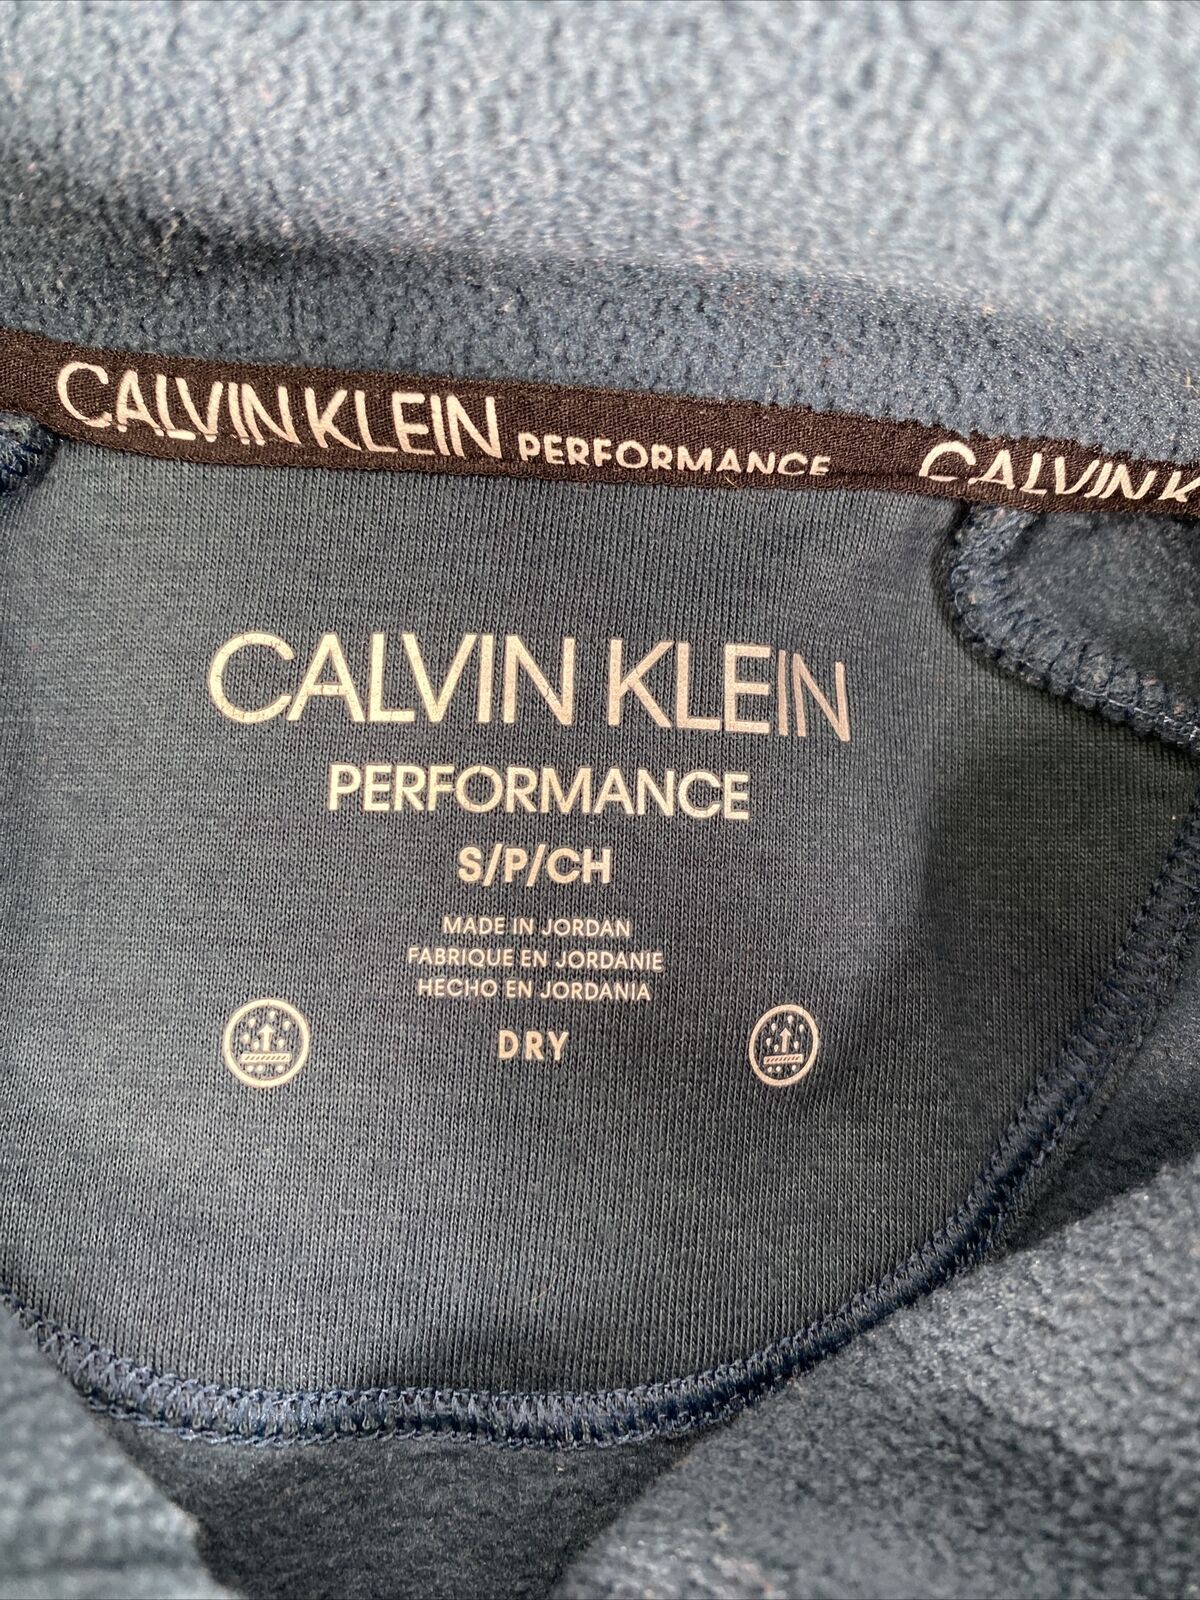 CALVIN KLEIN PERFORMANCE CALVIN K
CALVIN KLEIN
PERFORMANCE
S/P/CH
MADE IN JORDAN
FABRIQUE EN JORDANIE
HECHO EN JORDANIA
DRY